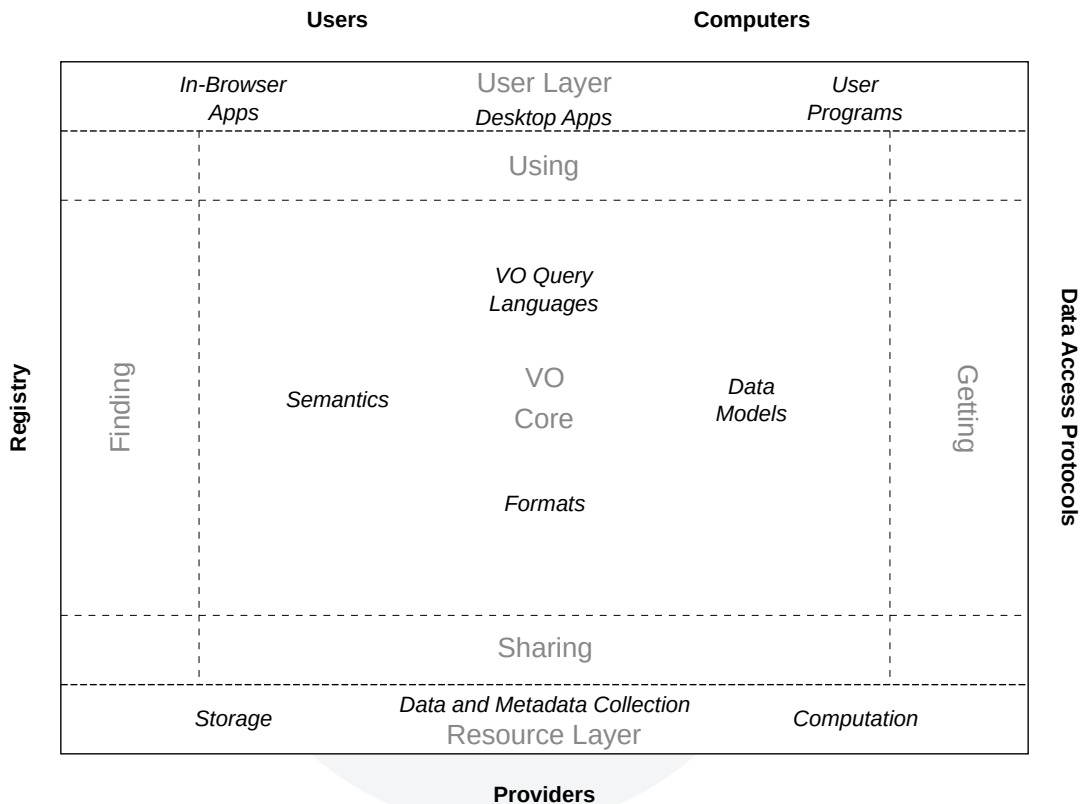 Users
Computers
In-Browser
Apps
User Layer
Desktop Apps
User
Programs
Using
VO Query
Languages
Registry
Finding
Semantics
VO
Core
Data
Models
Getting
Data Access Protocols
Formats
Sharing
Storage
Data and Metadata Collection
Resource Layer
Computation
Providers